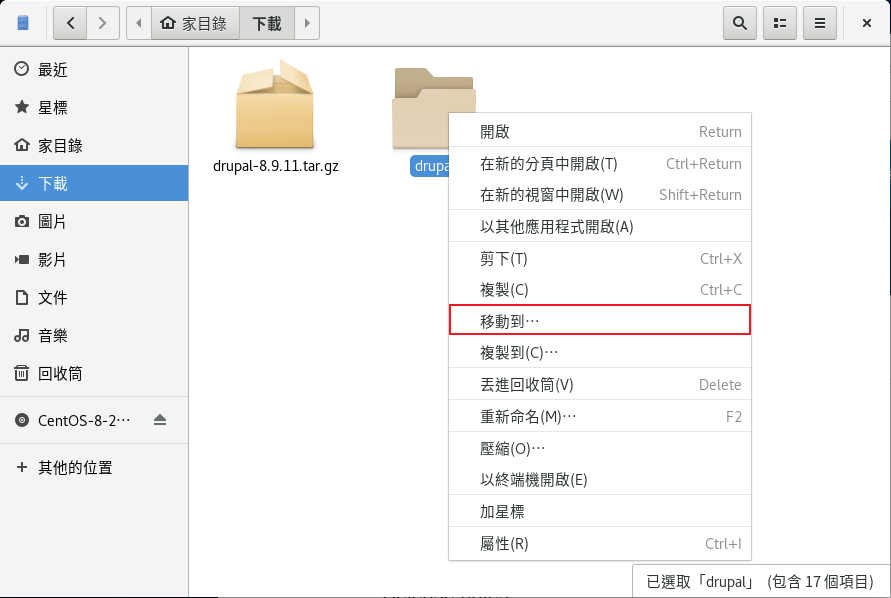 家目錄 下載
最近
星標
家目錄
下載
圖片
影片
文件
音樂
回收筒
CentOS-8-2…
其他的位置
drupal-8.9.11.tar.gz
開啟 Return
在新的分頁中開啟(T) Ctrl+Return
在新的視窗中開啟(W) Shift+Return
以其他應用程式開啟(A)
剪下(T) Ctrl+X
複製(C) Ctrl+C
移動到…
複製到(C)…
丟進回收筒(V) Delete
重新命名(M)… F2
壓縮(O)…
以終端機開啟(E)
加星標
屬性(R) Ctrl+I
已選取「drupal」 (包含 17 個項目)